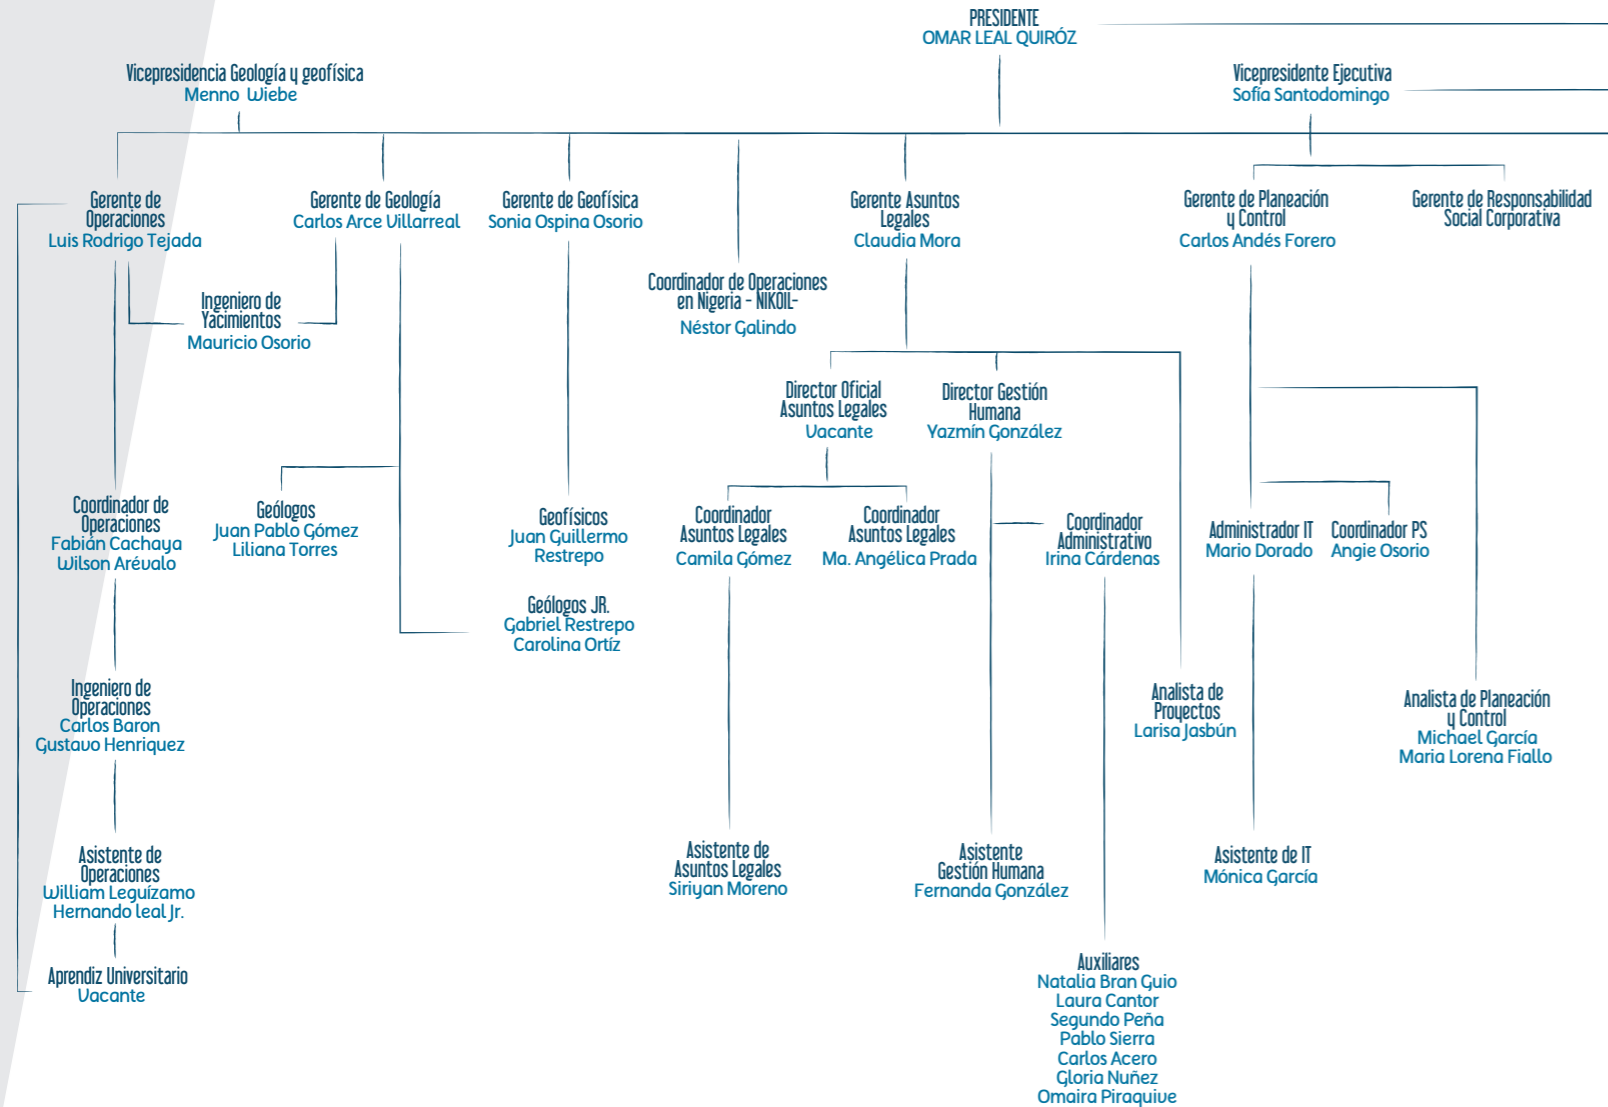 PRESIDENTE
OMAR LEAL QUIRÓZ
Vicepresidencia Geología y geofísica
Menno Wiebe
Vicepresidente Ejecutiva
Sofía Santodomingo
Gerente de
Operaciones
Luis Rodrigo Tejada
Gerente de Geología
Carlos Arce Villarreal
Gerente de Geofísica
Sonia Ospina Osorio
Gerente Asuntos
Legales
Claudia Mora
Gerente de Planeación
y Control
Carlos Andés Forero
Gerente de Responsabilidad
Social Corporativa
Ingeniero de
Yacimientos
Mauricio Osorio
Coordinador de Operaciones
en Nigeria - NIKOIL-
Néstor Galindo
Director Oficial
Asuntos Legales
Vacante
Director Gestión
Humana
Yazmín González
Coordinador de
Operaciones
Fabián Cachaya
Wilson Arévalo
Geólogos
Juan Pablo Gómez
Liliana Torres
Geofísicos
Juan Guillermo
Restrepo
Coordinador
Asuntos Legales
Camila Gómez
Coordinador
Asuntos Legales
Ma. Angélica Prada
Coordinador
Administrativo
Irina Cárdenas
Administrador IT
Mario Dorado
Coordinador PS
Angie Osorio
Geólogos JR.
Gabriel Restrepo
Carolina Ortíz
Ingeniero de
Operaciones
Carlos Baron
Gustavo Henriquez
Analista de
Proyectos
Larisa Jasbún
Analista de Planeación
y Control
Michael García
Maria Lorena Fiallo
Asistente de
Operaciones
William Leguízamo
Hernando leal Jr.
Asistente de
Asuntos Legales
Siriyan Moreno
Asistente
Gestión Humana
Fernanda González
Asistente de IT
Mónica García
Aprendiz Universitario
Vacante
Auxiliares
Natalia Bran Guio
Laura Cantor
Segundo Peña
Pablo Sierra
Carlos Acero
Gloria Nuñez
Omaira Piraquive